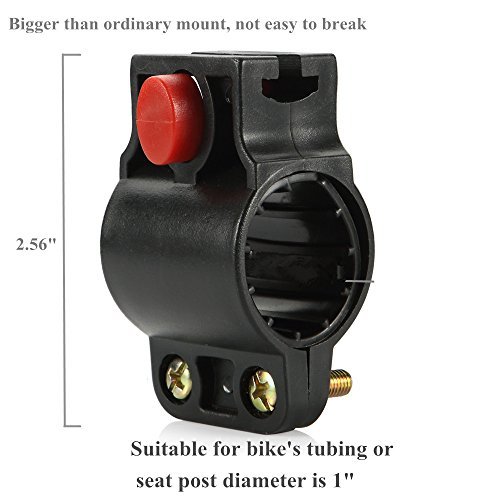 Bigger than ordinary mount, not easy to break
2.56"
Suitable for bike's tubing or
seat post diameter is 1"